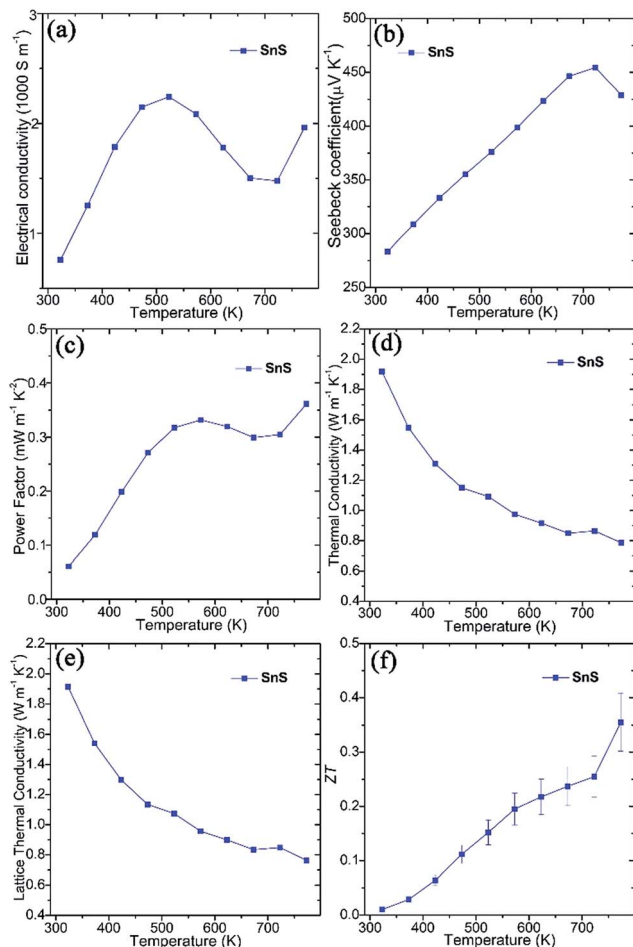 (a)
SnS
3
2
1
300 400 500 600 700
Temperature (K)
Electrical conductivity (1000 S m⁻¹)
(b)
SnS
500
450
400
350
300
250
300 400 500 600 700
Temperature (K)
Seebeck coefficient(μV K⁻¹)
(c)
SnS
0.5
0.4
0.3
0.2
0.1
0.0
300 400 500 600 700
Temperature (K)
Power Factor (mW m⁻¹ K⁻²)
(d)
SnS
2.2
2.0
1.8
1.6
1.4
1.2
1.0
0.8
0.6
0.4
300 400 500 600 700
Temperature (K)
Thermal Conductivity (W m⁻¹ K⁻¹)
(e)
SnS
2.2
2.0
1.8
1.6
1.4
1.2
1.0
0.8
0.6
0.4
300 400 500 600 700
Temperature (K)
Lattice Thermal Conductivity (W m⁻¹ K⁻¹)
(f)
SnS
0.5
0.4
0.3
0.2
0.1
0.0
300 400 500 600 700
Temperature (K)
ZT